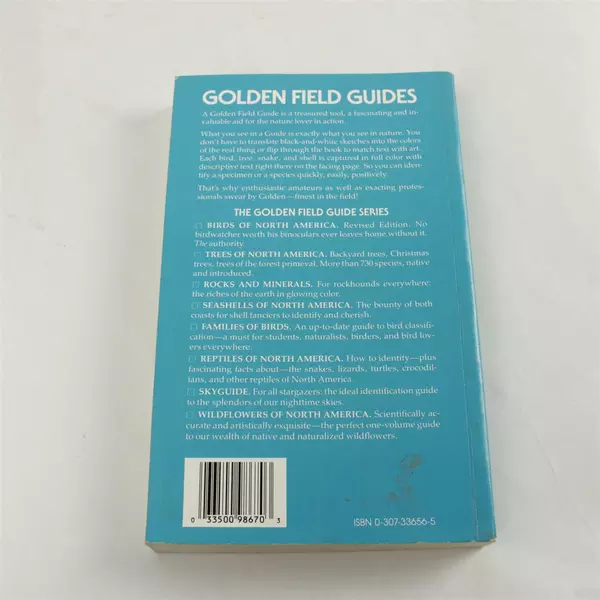 GOLDEN FIELD GUIDES
A Golden Field Guide is a treasured tool, a fascinating and in-
valuable aid for the nature lover in action.
What you see in a Guide is exactly what you see in nature. You
don't have to translate black-and-white sketches into the colors
of the real thing or flip through the book to match text with art.
Each bird, tree, snake, and shell is captured in full color with
descriptive text right there on the facing page. So you can identi-
fy a specimen or a species quickly, easily, positively.
That's why enthusiastic amateurs as well as exacting profes-
sionals swear by Golden—finest in the field!
THE GOLDEN FIELD GUIDE SERIES
□ BIRDS OF NORTH AMERICA. Revised Edition. No
birdwatcher worth his binoculars ever leaves home without it.
The authority.
□ TREES OF NORTH AMERICA. Backyard trees, Christmas
trees, trees of the forest primeval. More than 730 species, native
and introduced.
□ ROCKS AND MINERALS. For rockhounds everywhere:
the riches of the earth in glowing color.
□ SEASHELLS OF NORTH AMERICA. The bounty of both
coasts for shell fanciers to identify and cherish.
□ FAMILIES OF BIRDS. An up-to-date guide to bird classifi-
cation—a must for students, naturalists, birders, and bird lov-
ers everywhere.
□ REPTILES OF NORTH AMERICA. How to identify—plus
fascinating facts about—the snakes, lizards, turtles, crocodil-
ians, and other reptiles of North America.
□ SKYGUIDE. For all stargazers: the ideal identification guide
to the splendors of our nighttime skies.
□ WILDFLOWERS OF NORTH AMERICA. Scientifically ac-
curate and artistically exquisite—the perfect one-volume guide
to our wealth of native and naturalized wildflowers.
0 33500 98670 3
ISBN 0-307-33656-5